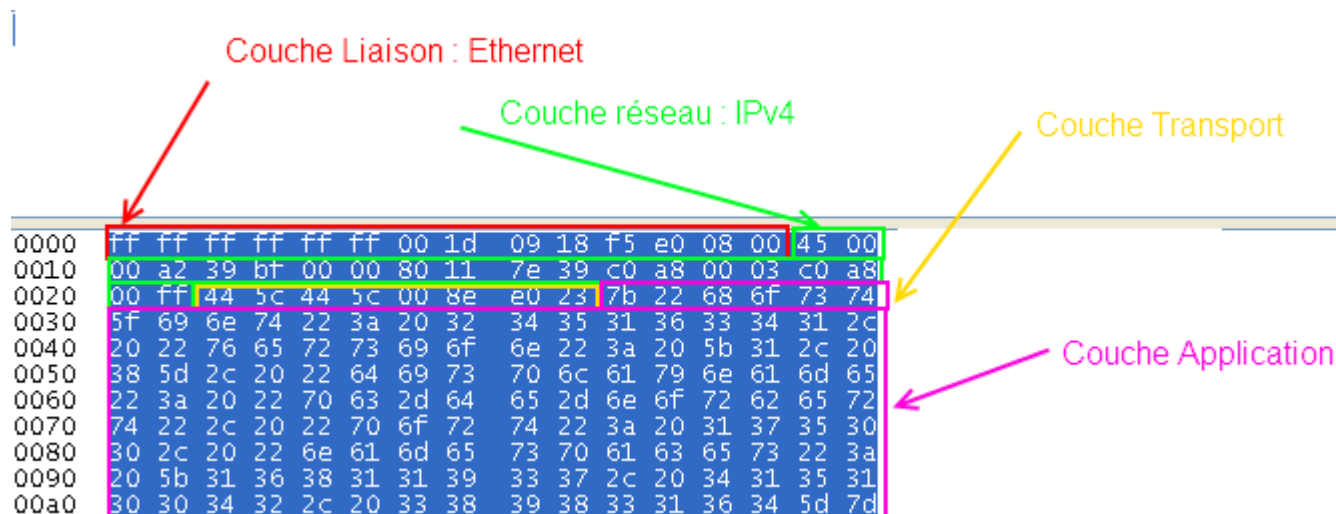 Couche Liaison : Ethernet
Couche réseau : IPv4
Couche Transport
0000 ff ff ff ff ff ff 00 1d 09 18 f5 e0 08 00 45 00
0010 00 a2 39 bf 00 00 80 11 7e 39 c0 a8 00 03 c0 a8
0020 00 ff 44 5c 44 5c 00 8e e0 23 7b 22 68 6f 73 74
0030 5f 69 6e 74 22 3a 20 32 34 35 31 36 33 34 31 2c
0040 20 22 76 65 72 73 69 6f 6e 22 3a 20 5b 31 2c 20
0050 38 5d 2c 20 22 64 69 73 70 6c 61 79 6e 61 6d 65
0060 22 3a 20 22 70 63 2d 64 65 2d 6e 6f 72 62 65 72
0070 74 22 2c 20 22 70 6f 72 74 22 3a 20 31 37 35 30
0080 30 2c 20 22 6e 61 6d 65 73 70 61 63 65 73 22 3a
0090 20 5b 31 36 38 31 31 39 33 37 2c 20 34 31 35 31
00a0 30 30 34 32 2c 20 33 38 39 38 33 31 36 34 5d 7d
Couche Application